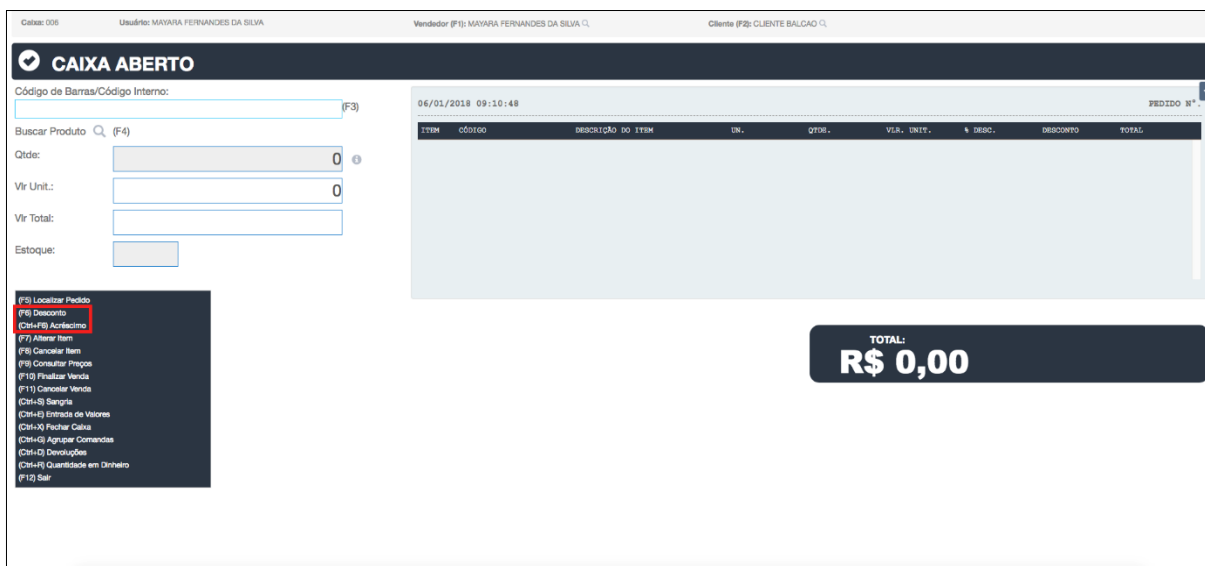 Caixa: 006 Usuário: MAYARA FERNANDES DA SILVA Vendedor (F1): MAYARA FERNANDES DA SILVA Cliente (F2): CLIENTE BALCAO
CAIXA ABERTO
Código de Barras/Código Interno:
(F3)
Buscar Produto (F4)
Qtde: 0
Vlr Unit.: 0
Vlr Total:
Estoque:
06/01/2018 09:10:48 PEDIDO N°.
ITEM CÓDIGO DESCRIÇÃO DO ITEM UN. QTDE. VLR. UNIT. % DESC. DESCONTO TOTAL
(F5) Localizar Pedido
(F6) Desconto
(Ctrl+F6) Acréscimo
(F7) Alterar Item
(F8) Cancelar Item
(F9) Consultar Preços
(F10) Finalizar Venda
(F11) Cancelar Venda
(Ctrl+S) Sangria
(Ctrl+E) Entrada de Valores
(Ctrl+X) Fechar Caixa
(Ctrl+G) Agrupar Comandas
(Ctrl+D) Devoluções
(Ctrl+R) Quantidade em Dinheiro
(F12) Sair
TOTAL:
R$ 0,00